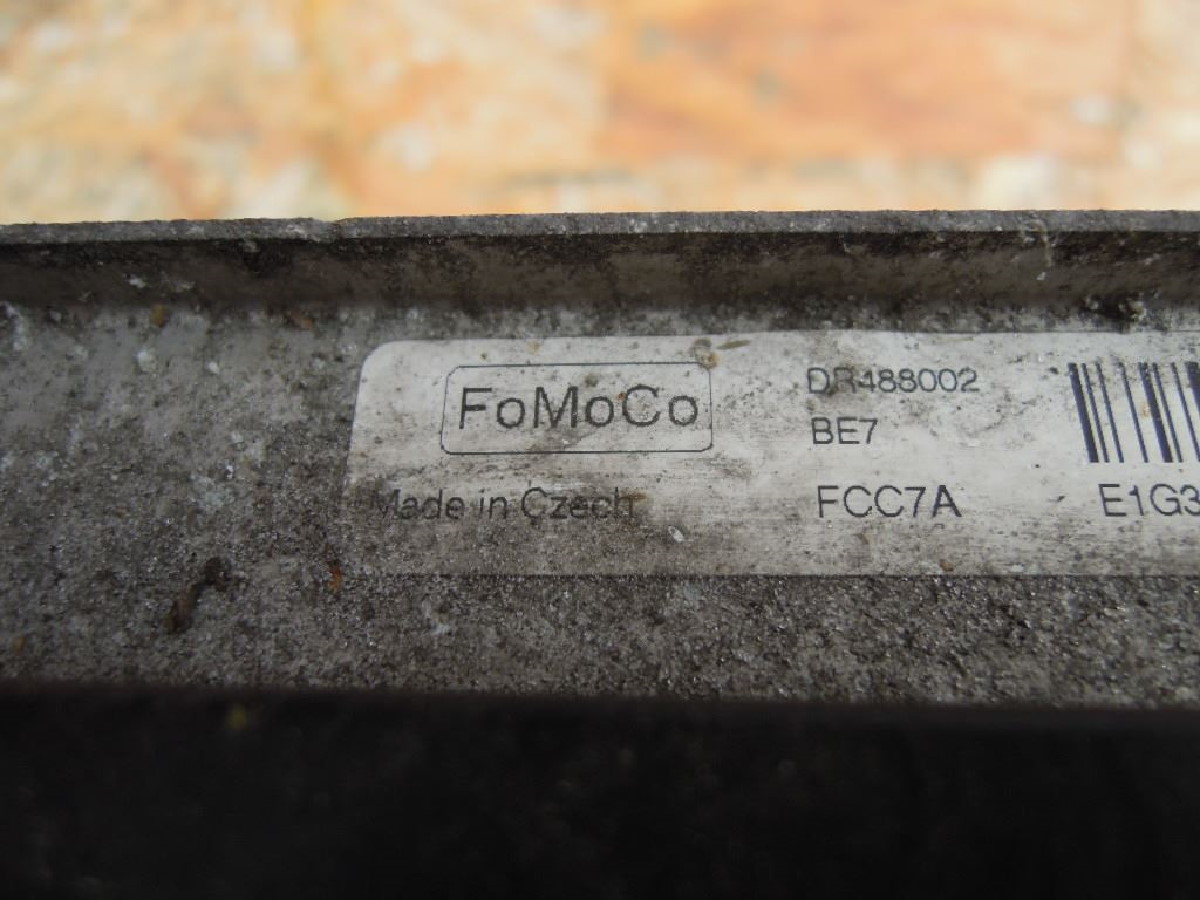 FoMoCo
Made in Czech
DR488002
BE7
FCC7A
E1G3